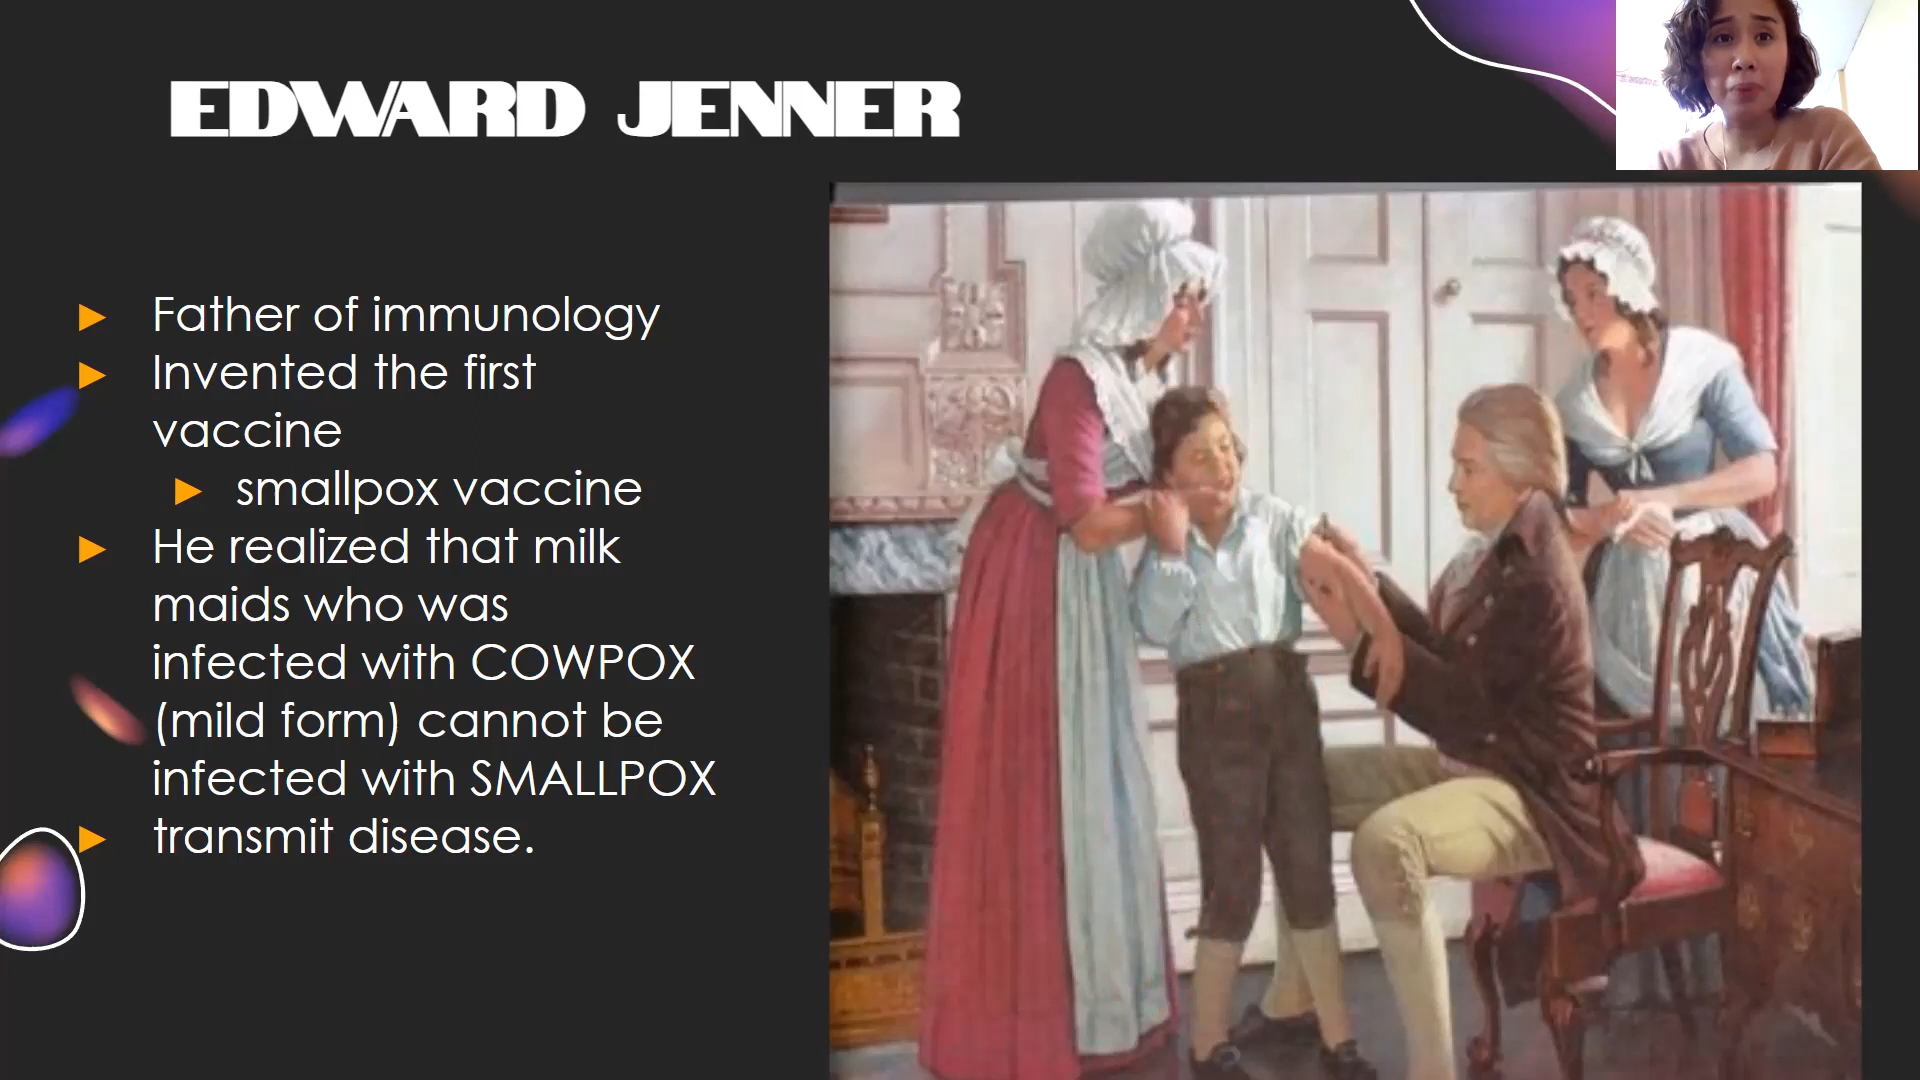 EDWARD JENNER
► Father of immunology
► Invented the first
vaccine
► smallpox vaccine
► He realized that milk
maids who was
infected with COWPOX
(mild form) cannot be
infected with SMALLPOX
► transmit disease.